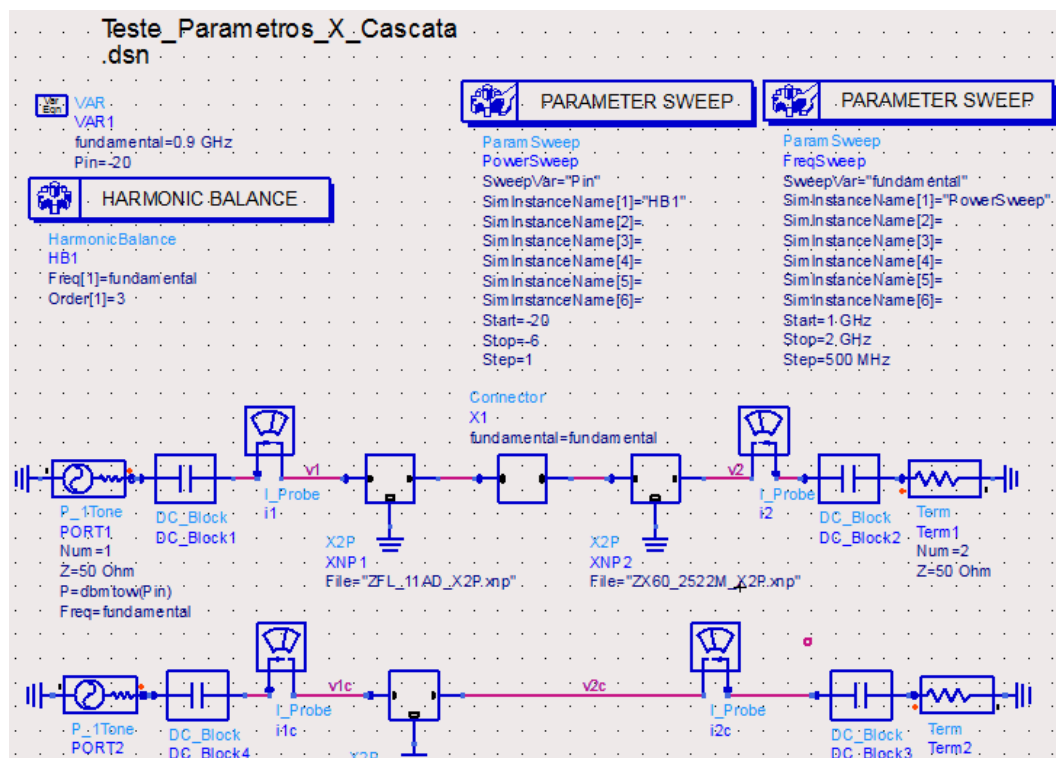 Teste_Parametros_X_Cascata
.dsn
Var
Eqn
VAR
VAR1
fundamental=0.9 GHz
Pin=-20
HARMONIC BALANCE
HarmonicBalance
HB1
Freq[1]=fundamental
Order[1]=3
PARAMETER SWEEP
ParamSweep
PowerSweep
SweepVar="Pin"
SimInstanceName[1]="HB1"
SimInstanceName[2]=
SimInstanceName[3]=
SimInstanceName[4]=
SimInstanceName[5]=
SimInstanceName[6]=
Start=-20
Stop=-6
Step=1
PARAMETER SWEEP
ParamSweep
FreqSweep
SweepVar="fundamental"
SimInstanceName[1]="PowerSweep"
SimInstanceName[2]=
SimInstanceName[3]=
SimInstanceName[4]=
SimInstanceName[5]=
SimInstanceName[6]=
Start=1 GHz
Stop=2 GHz
Step=500 MHz
Connector
X1
fundamental=fundamental
v1
v2
P_1Tone
PORT1
Num=1
Z=50 Ohm
P=dbmtow(Pin)
Freq=fundamental
DC_Block
DC_Block1
I_Probe
i1
X2P
XNP1
File="ZFL_11AD_X2P.xnp"
X2P
XNP2
File="ZX60_2522M_X2P.xnp"
I_Probe
i2
DC_Block
DC_Block2
Term
Term1
Num=2
Z=50 Ohm
v1c
v2c
P_1Tone
PORT2
DC_Block
DC_Block4
I_Probe
i1c
X2P
I_Probe
i2c
DC_Block
DC_Block3
Term
Term2